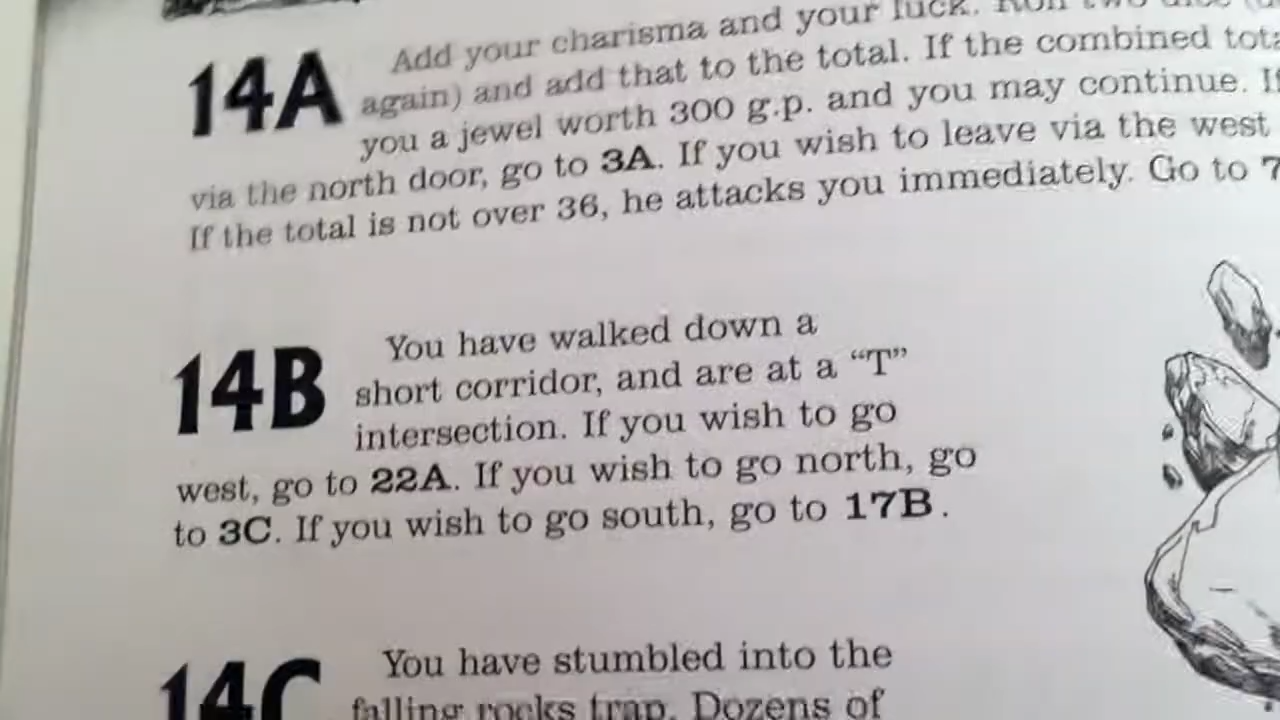 14A Add your charisma and your luck. Roll two dice
again) and add that to the total. If the combined
you a jewel worth 300 g.p. and you may continue. If
via the north door, go to 3A. If you wish to leave via the west
If the total is not over 36, he attacks you immediately. Go to 7
14B You have walked down a
short corridor, and are at a “T”
intersection. If you wish to go
west, go to 22A. If you wish to go north, go
to 3C. If you wish to go south, go to 17B.
14C You have stumbled into the
falling rocks trap. Dozens of